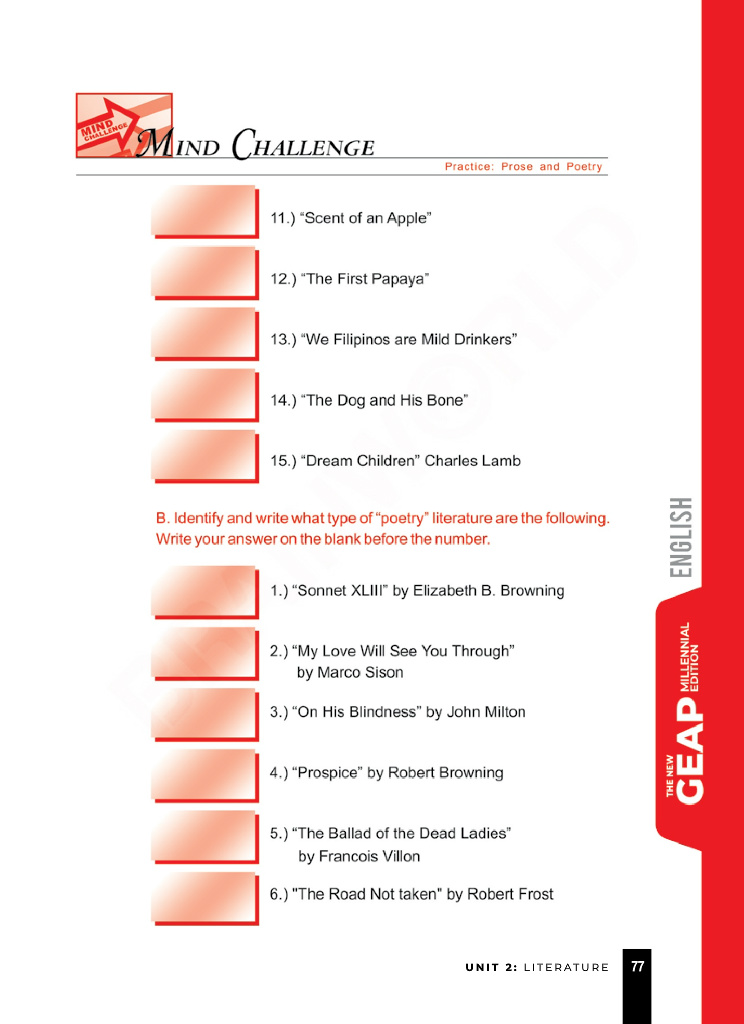 MIND
CHALLENGE
MIND CHALLENGE
Practice: Prose and Poetry
11.) “Scent of an Apple”
12.) “The First Papaya”
13.) “We Filipinos are Mild Drinkers”
14.) “The Dog and His Bone”
15.) “Dream Children” Charles Lamb
B. Identify and write what type of “poetry” literature are the following.
Write your answer on the blank before the number.
1.) “Sonnet XLIII” by Elizabeth B. Browning
2.) “My Love Will See You Through”
by Marco Sison
3.) “On His Blindness” by John Milton
4.) “Prospice” by Robert Browning
5.) “The Ballad of the Dead Ladies”
by Francois Villon
6.) "The Road Not taken" by Robert Frost
ENGLISH
THE NEW
GEAP
MILLENNIAL
EDITION
UNIT 2: LITERATURE
77